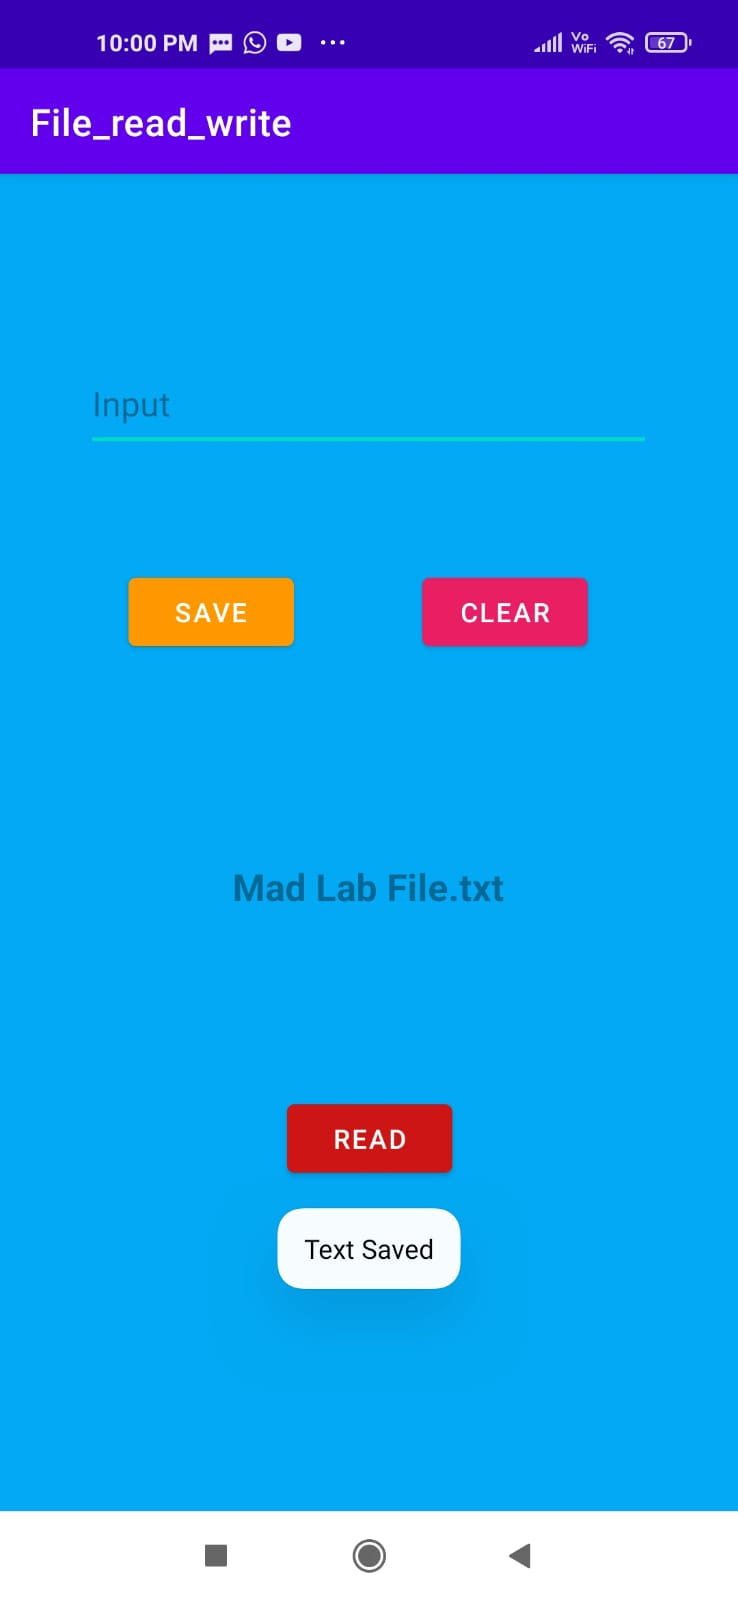 10:00 PM Vo WiFi 67
File_read_write
Input
SAVE CLEAR
Mad Lab File.txt
READ
Text Saved